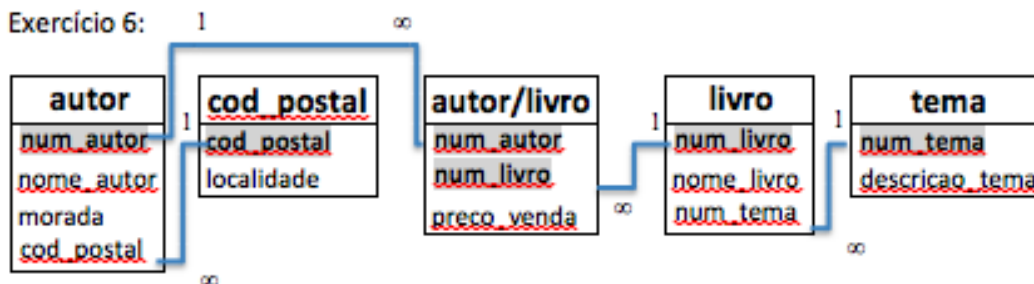 Exercício 6:
1
∞
autor
num_autor
nome_autor
morada
cod_postal
1
∞
cod_postal
cod_postal
localidade
autor/livro
num_autor
num_livro
preco_venda
1
∞
livro
num_livro
nome_livro
num_tema
1
∞
tema
num_tema
descricao_tema